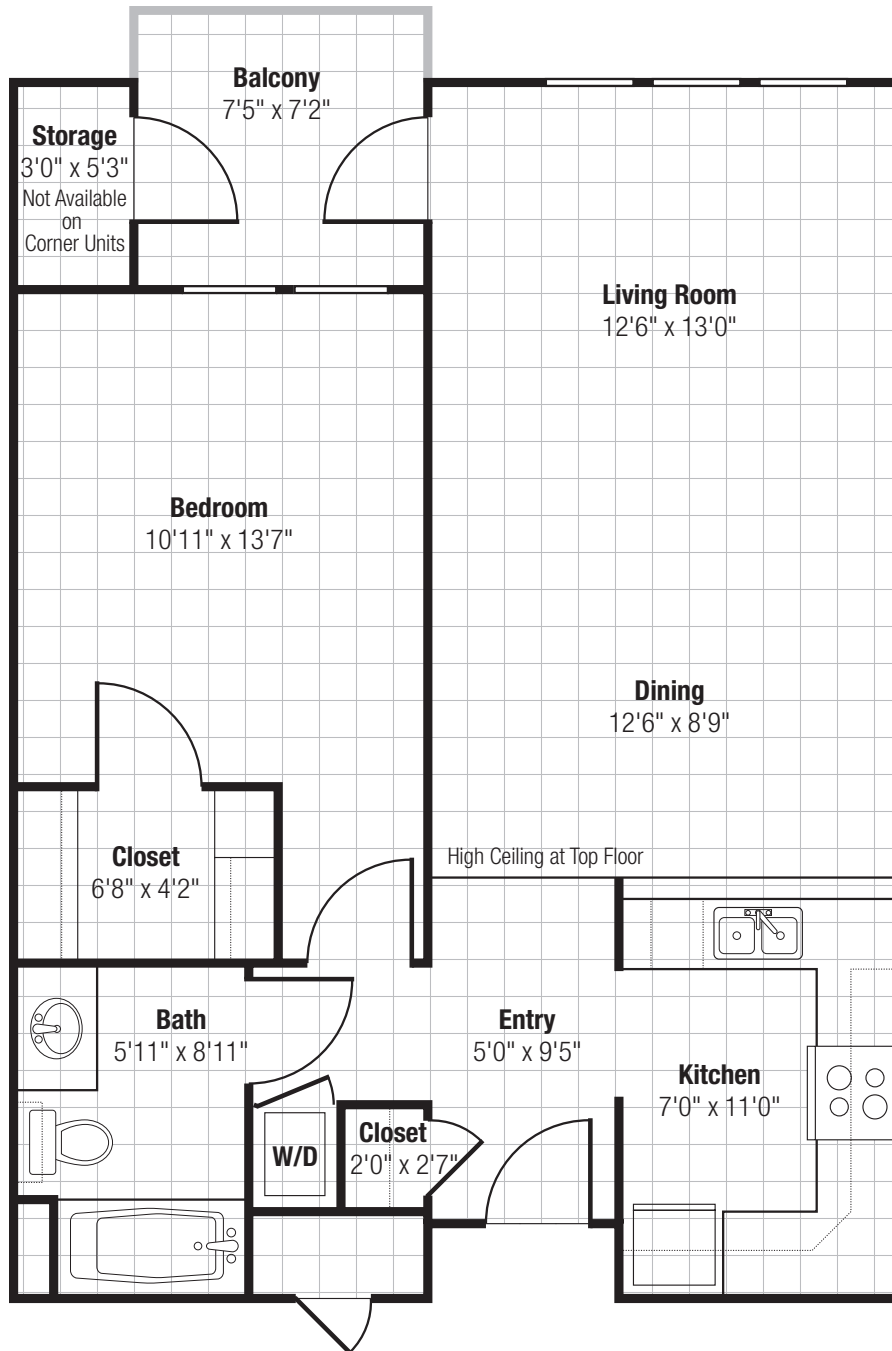 Balcony
7'5" x 7'2"
Storage
3'0" x 5'3"
Not Available
on
Corner Units
Living Room
12'6" x 13'0"
Bedroom
10'11" x 13'7"
Dining
12'6" x 8'9"
High Ceiling at Top Floor
Closet
6'8" x 4'2"
Bath
5'11" x 8'11"
Entry
5'0" x 9'5"
Kitchen
7'0" x 11'0"
W/D
Closet
2'0" x 2'7"